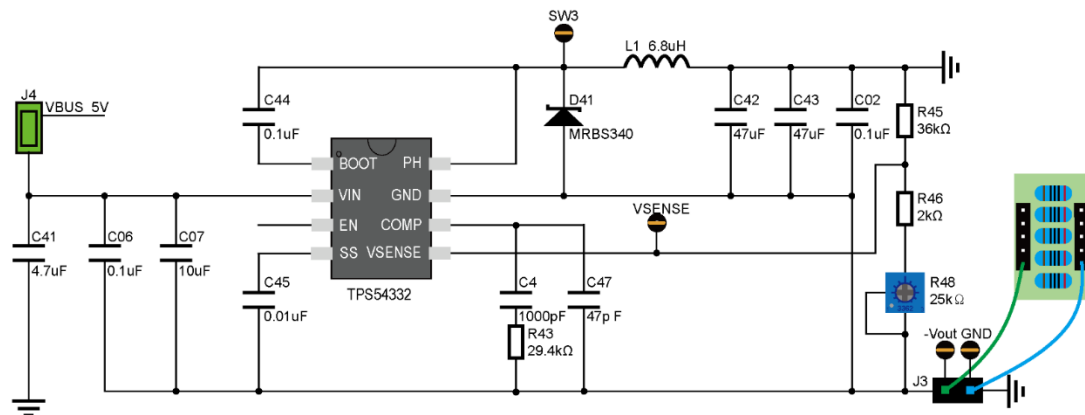 SW3
L1 6.8uH
J4
VBUS 5V
C44
0.1uF
D41
MRBS340
C42
47uF
C43
47uF
C02
0.1uF
R45
36kΩ
BOOT
PH
VIN
GND
EN
COMP
SS
VSENSE
TPS54332
VSENSE
R46
2kΩ
C41
4.7uF
C06
0.1uF
C07
10uF
C45
0.01uF
C4
1000pF
C47
47p F
R43
29.4kΩ
R48
25kΩ
-Vout GND
J3